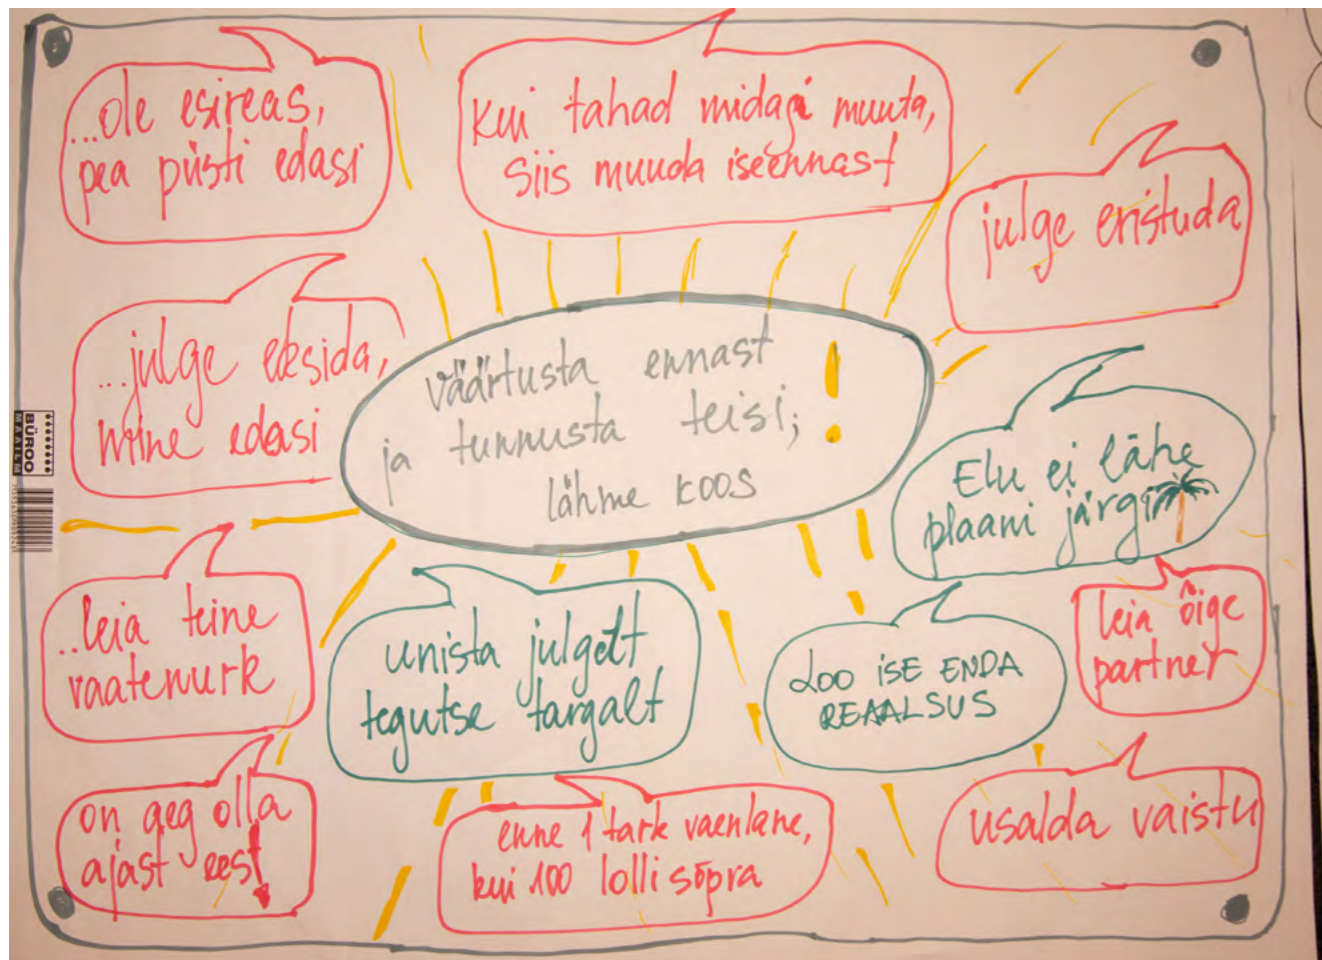 ...ole esireas,
pea püsti edasi
kui tahad midagi muuta,
siis muuda iseennast
julge eristuda
...julge eksida,
mine edasi
väärtusta ennast
ja tunnusta teisi; !
lähme koos
Elu ei lähe
plaani järgi
BÜROO
MAAILM
..leia teine
vaatenurk
unista julgelt
tegutse targalt
LOO ISE ENDA
REAALSUS
leia õige
partner
on aeg olla
ajast ees!
enne 1 tark vaenlane,
kui 100 lolli sõpra
usalda vaistu